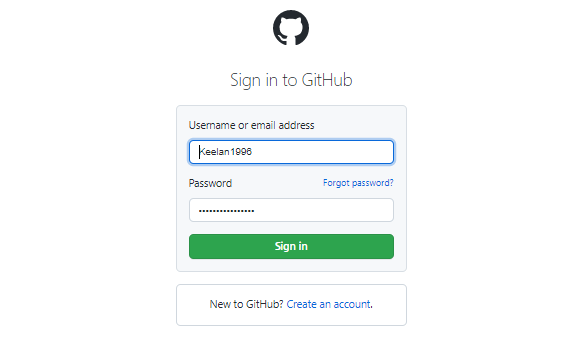 Sign in to GitHub
Username or email address
Keelan1996
Password Forgot password?
••••••••••••••••
Sign in
New to GitHub? Create an account.